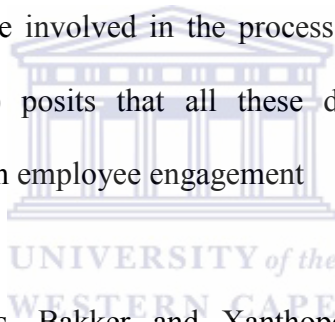 e involved in the process
posits that all these d
n employee engagement
UNIVERSITY of the
WESTERN CAPE
s, Bakker and Xanthop